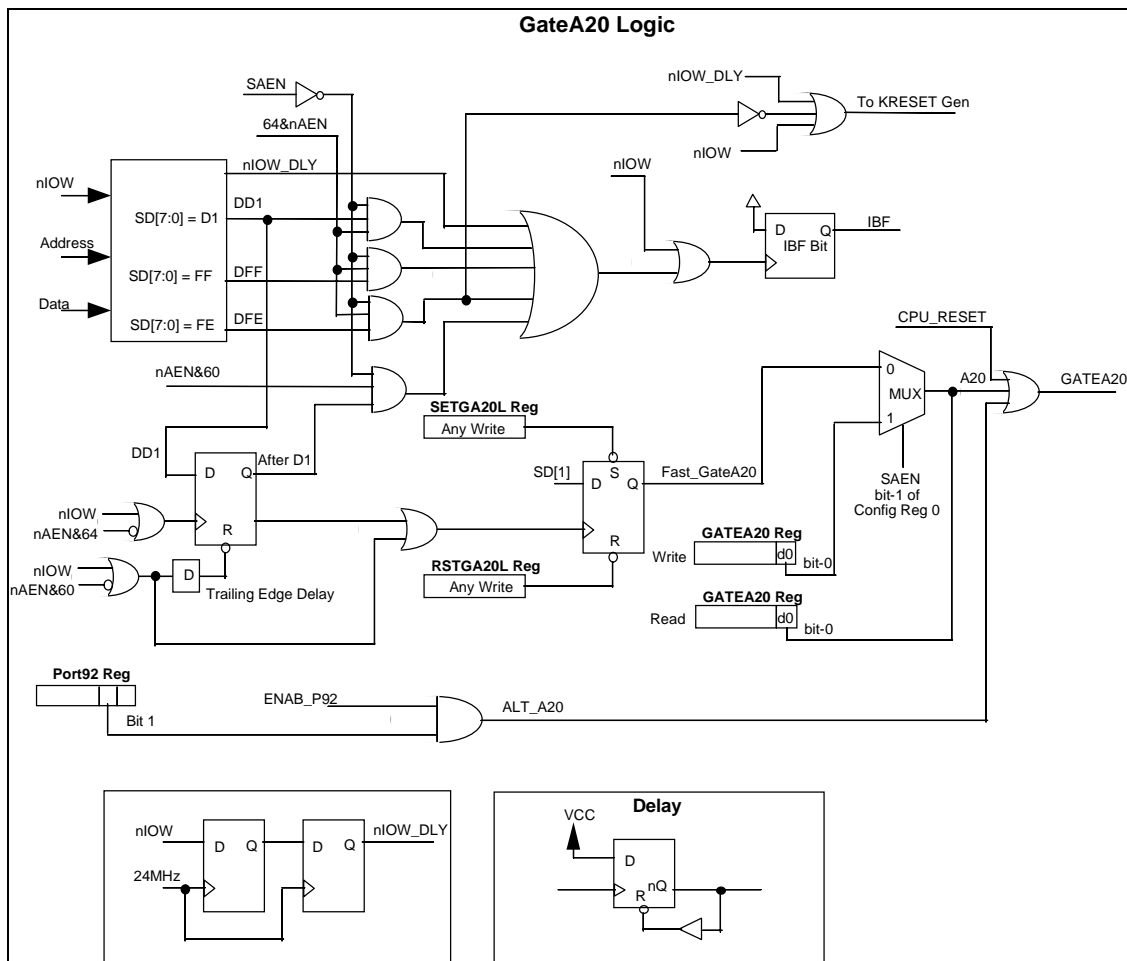 GateA20 Logic
SAEN
nIOW_DLY
To KRESET Gen
64&nAEN
nIOW_DLY
nIOW
nIOW
nIOW
SD[7:0] = D1
DD1
D
Q
IBF
IBF Bit
Address
SD[7:0] = FF
DFF
Data
SD[7:0] = FE
DFE
CPU_RESET
nAEN&60
0
A20
GATEA20
MUX
SETGA20L Reg
Any Write
1
DD1
After D1
D
Q
SD[1]
S
D
Q
Fast_GateA20
SAEN
bit-1 of
Config Reg 0
nIOW
nAEN&64
R
R
GATEA20 Reg
Write
d0
bit-0
nIOW
nAEN&60
D
Trailing Edge Delay
RSTGA20L Reg
Any Write
GATEA20 Reg
Read
d0
bit-0
Port92 Reg
Bit 1
ENAB_P92
ALT_A20
nIOW
D
Q
D
Q
nIOW_DLY
24MHz
Delay
VCC
D
nQ
R